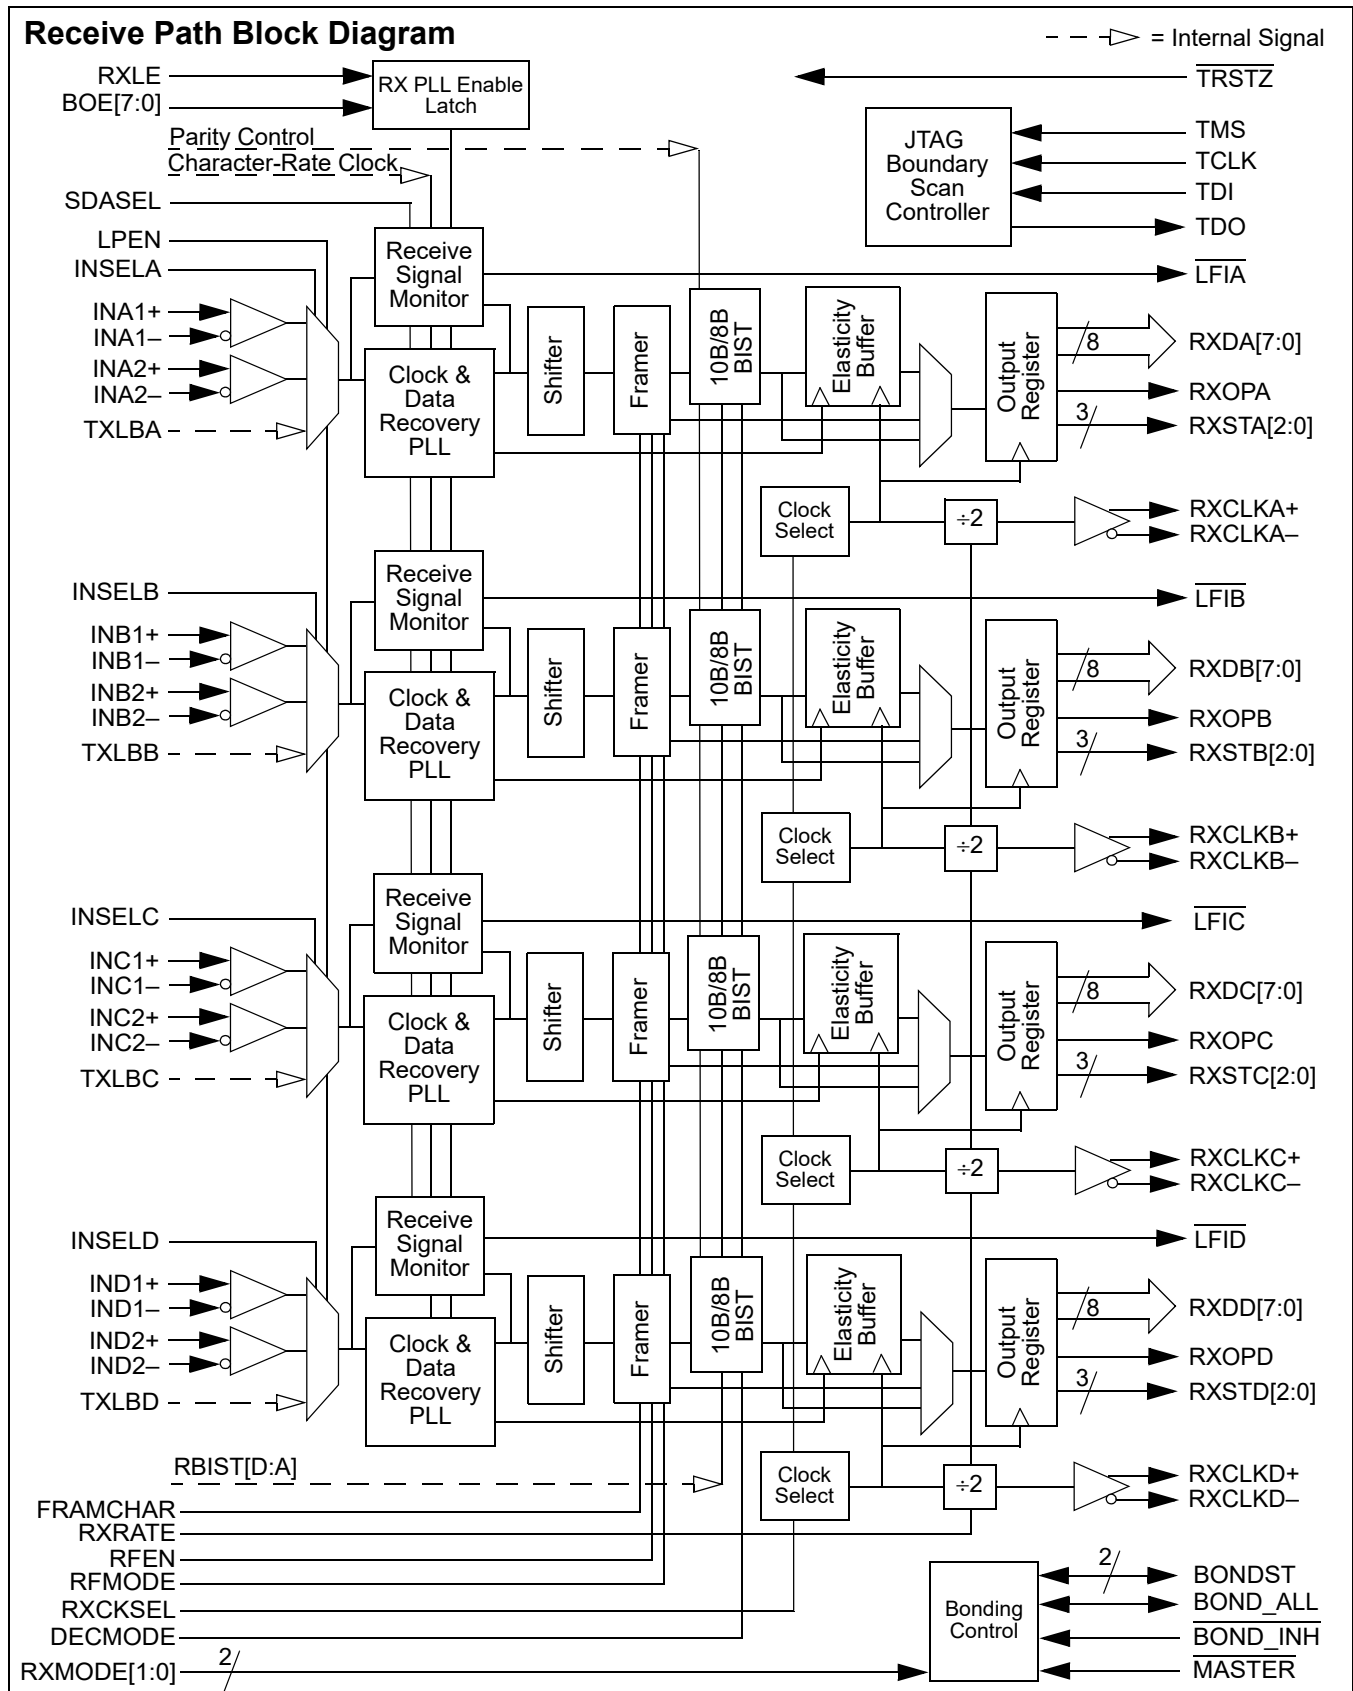 Receive Path Block Diagram
= Internal Signal
RXLE
BOE[7:0]
RX PLL Enable
Latch
TRSTZ
Parity Control
Character-Rate Clock
JTAG
Boundary
Scan
Controller
TMS
TCLK
TDI
TDO
SDASEL
LPEN
INSELA
INA1+
INA1–
INA2+
INA2–
TXLBA
Receive
Signal
Monitor
Clock &
Data
Recovery
PLL
Shifter
Framer
10B/8B
BIST
Elasticity
Buffer
Output
Register
LFIA
8
RXDA[7:0]
RXOPA
3
RXSTA[2:0]
Clock
Select
÷2
RXCLKA+
RXCLKA–
INSELB
INB1+
INB1–
INB2+
INB2–
TXLBB
Receive
Signal
Monitor
Clock &
Data
Recovery
PLL
Shifter
Framer
10B/8B
BIST
Elasticity
Buffer
Output
Register
LFIB
8
RXDB[7:0]
RXOPB
3
RXSTB[2:0]
Clock
Select
÷2
RXCLKB+
RXCLKB–
INSELC
INC1+
INC1–
INC2+
INC2–
TXLBC
Receive
Signal
Monitor
Clock &
Data
Recovery
PLL
Shifter
Framer
10B/8B
BIST
Elasticity
Buffer
Output
Register
LFIC
8
RXDC[7:0]
RXOPC
3
RXSTC[2:0]
Clock
Select
÷2
RXCLKC+
RXCLKC–
INSELD
IND1+
IND1–
IND2+
IND2–
TXLBD
Receive
Signal
Monitor
Clock &
Data
Recovery
PLL
Shifter
Framer
10B/8B
BIST
Elasticity
Buffer
Output
Register
LFID
8
RXDD[7:0]
RXOPD
3
RXSTD[2:0]
Clock
Select
÷2
RXCLKD+
RXCLKD–
RBIST[D:A]
FRAMCHAR
RXRATE
RFEN
RFMODE
RXCKSEL
DECMODE
RXMODE[1:0]
2
Bonding
Control
2
BONDST
BOND_ALL
BOND_INH
MASTER